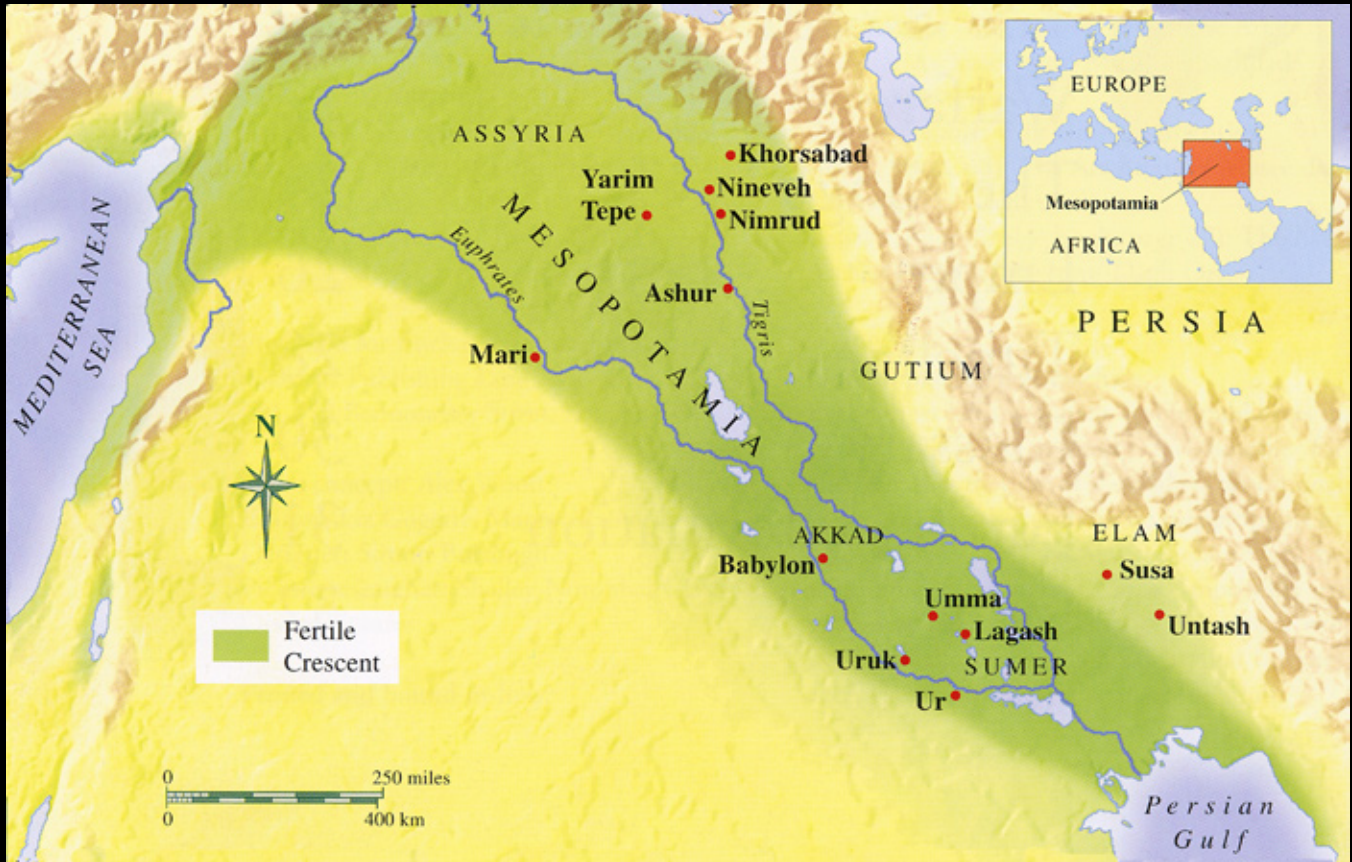 EUROPE
Mesopotamia
AFRICA
ASSYRIA
Khorsabad
Yarim
Tepe
Nineveh
Nimrud
MESOPOTAMIA
Euphrates
Ashur
Tigris
MEDITERRANEAN
SEA
PERSIA
Mari
GUTIUM
N
AKKAD
Babylon
ELAM
Susa
Umma
Untash
Lagash
Uruk
SUMER
Ur
Fertile
Crescent
0 250 miles
0 400 km
Persian
Gulf